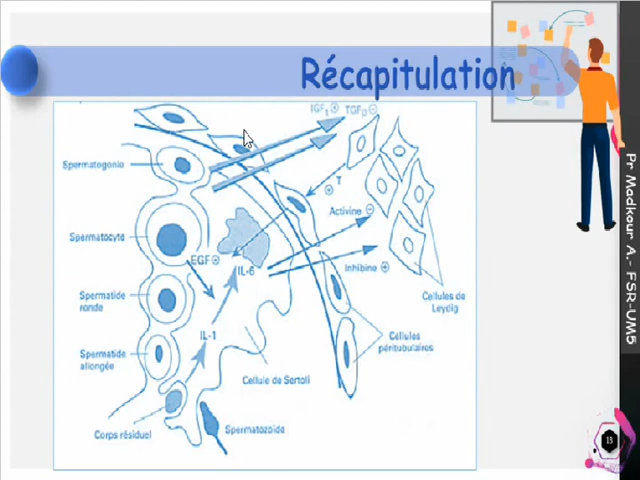 Récapitulation
IGF1 ⊕ TGFβ ⊖
Spermatogonie
T
⊕
Activine ⊖
Spermatocyte
EGF ⊕
IL-6
Inhibine ⊕
Spermatide
ronde
Cellules de
Leydig
IL-1
Cellules
péritubulaires
Spermatide
allongée
Cellule de Sertoli
Corps résiduel
Spermatozoïde
Pr Madkour A.- FSR-UM5
13